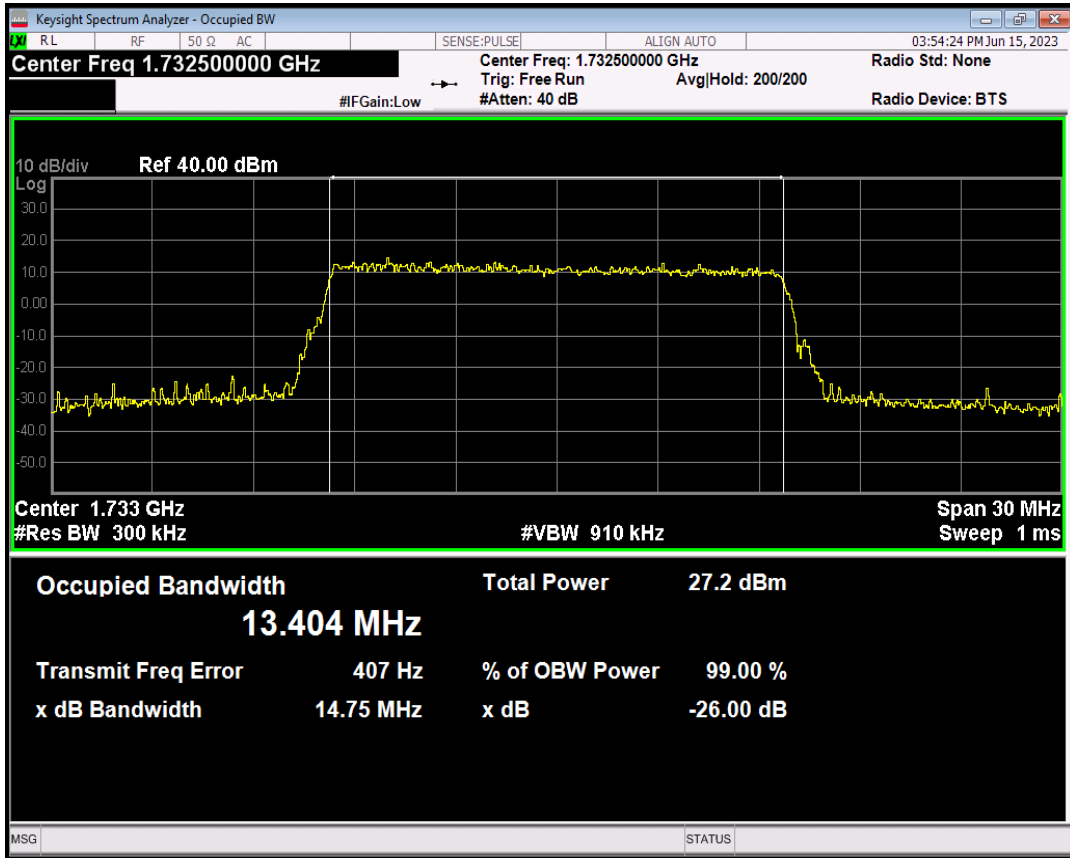 Keysight Spectrum Analyzer - Occupied BW
LXI RL RF 50 Ω AC SENSE:PULSE ALIGN AUTO 03:54:24 PM Jun 15, 2023
Center Freq 1.732500000 GHz Center Freq: 1.732500000 GHz Radio Std: None
Trig: Free Run Avg|Hold: 200/200
#IFGain:Low #Atten: 40 dB Radio Device: BTS
10 dB/div Ref 40.00 dBm
Log
30.0
20.0
10.0
0.00
-10.0
-20.0
-30.0
-40.0
-50.0
Center 1.733 GHz Span 30 MHz
#Res BW 300 kHz #VBW 910 kHz Sweep 1 ms
Occupied Bandwidth Total Power 27.2 dBm
13.404 MHz
Transmit Freq Error 407 Hz % of OBW Power 99.00 %
x dB Bandwidth 14.75 MHz x dB -26.00 dB
MSG STATUS